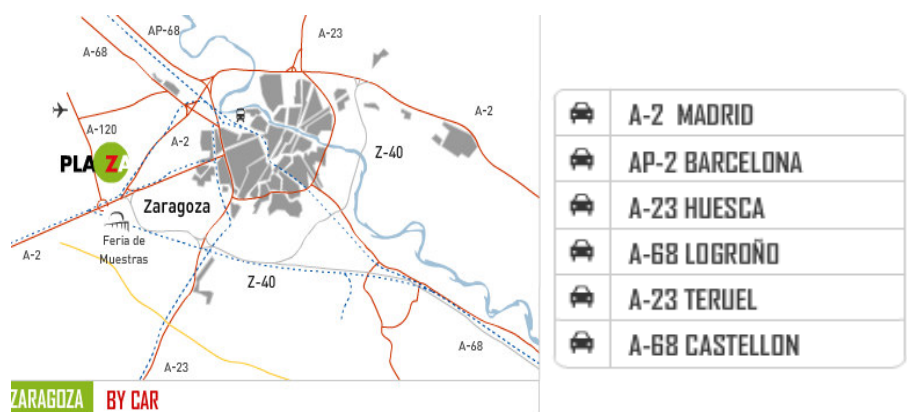 AP-68
A-23
A-68
A-2
A-120
A-2
Z-40
PLAZA
Zaragoza
Feria de
Muestras
A-2
Z-40
A-68
A-23
ZARAGOZA BY CAR
A-2 MADRID
AP-2 BARCELONA
A-23 HUESCA
A-68 LOGROÑO
A-23 TERUEL
A-68 CASTELLON